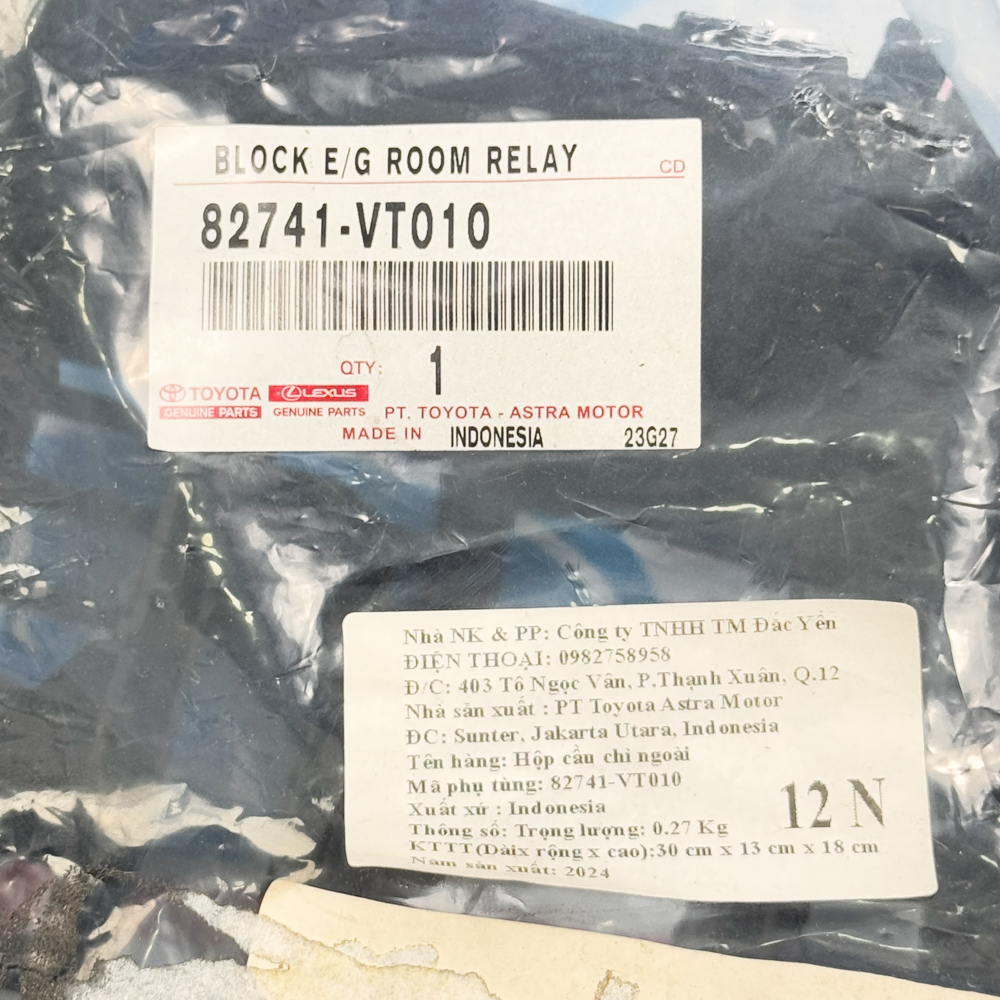 BLOCK E/G ROOM RELAY
CD
82741-VT010
QTY: 1
TOYOTA LEXUS
GENUINE PARTS GENUINE PARTS PT. TOYOTA - ASTRA MOTOR
MADE IN INDONESIA 23G27
Nhà NK & PP: Công ty TNHH TM Đắc Yến
ĐIỆN THOẠI: 0982758958
Đ/C: 403 Tô Ngọc Vân, P.Thạnh Xuân, Q.12
Nhà sản xuất : PT Toyota Astra Motor
ĐC: Sunter, Jakarta Utara, Indonesia
Tên hàng: Hộp cầu chì ngoài
Mã phụ tùng: 82741-VT010
Xuất xứ : Indonesia
12 N
Thông số: Trọng lượng: 0.27 Kg
KTTT(Dàix rộng x cao):30 cm x 13 cm x 18 cm
Năm sản xuất: 2024